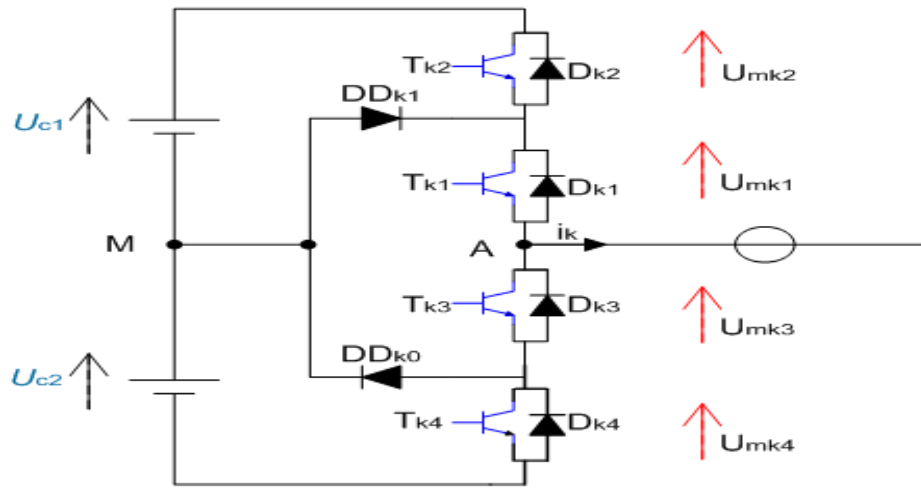 Tk2
Dk2
Umk2
DDk1
Uc1
Tk1
Dk1
Umk1
M
A
ik
Tk3
Dk3
Umk3
DDk0
Uc2
Tk4
Dk4
Umk4